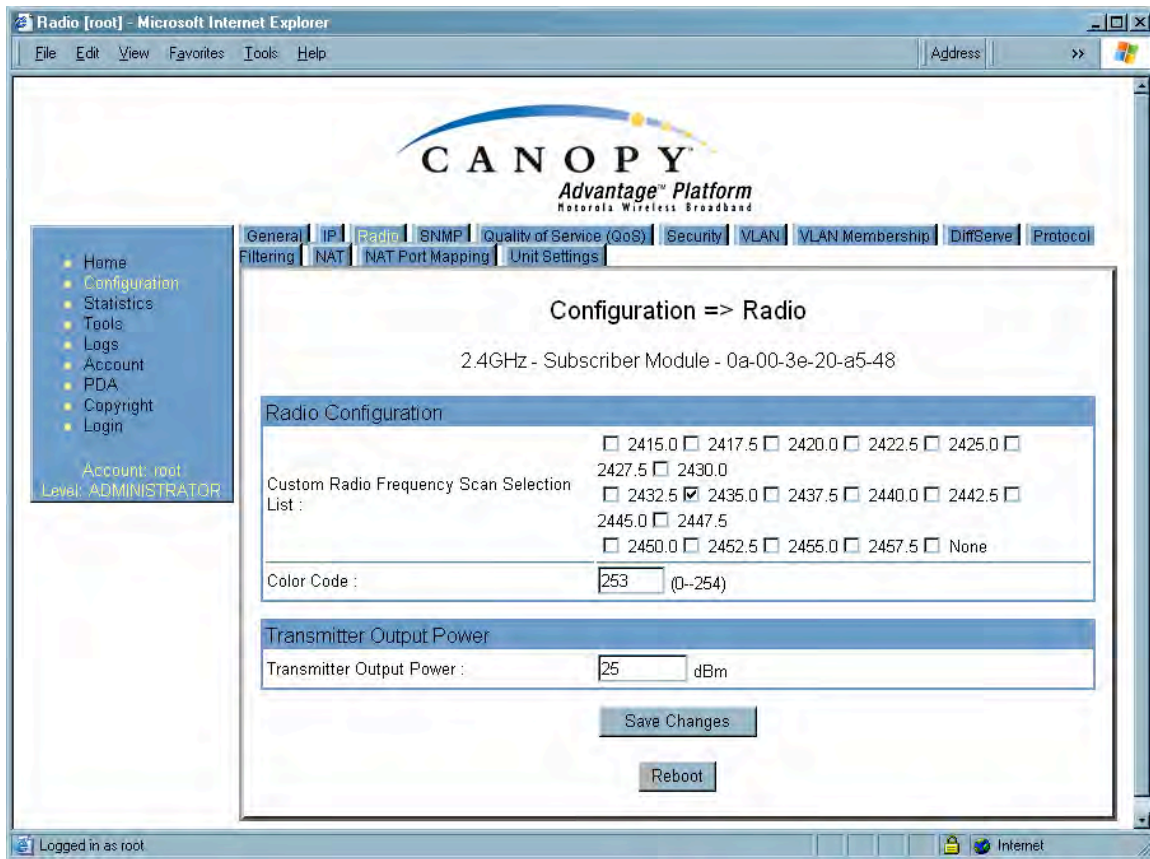 Radio [root] - Microsoft Internet Explorer
File Edit View Favorites Tools Help Address »
CANOPY
Advantage™ Platform
Motorola Wireless Broadband
General IP Radio SNMP Quality of Service (QoS) Security VLAN VLAN Membership DiffServe Protocol
Filtering NAT NAT Port Mapping Unit Settings
Home
Configuration
Statistics
Tools
Logs
Account
PDA
Copyright
Login
Account: root
Level: ADMINISTRATOR
Configuration => Radio
2.4GHz - Subscriber Module - 0a-00-3e-20-a5-48
Radio Configuration
Custom Radio Frequency Scan Selection
List :
2415.0 2417.5 2420.0 2422.5 2425.0
2427.5 2430.0
2432.5 2435.0 2437.5 2440.0 2442.5
2445.0 2447.5
2450.0 2452.5 2455.0 2457.5 None
Color Code : 253 (0--254)
Transmitter Output Power
Transmitter Output Power : 25 dBm
Save Changes
Reboot
Logged in as root Internet